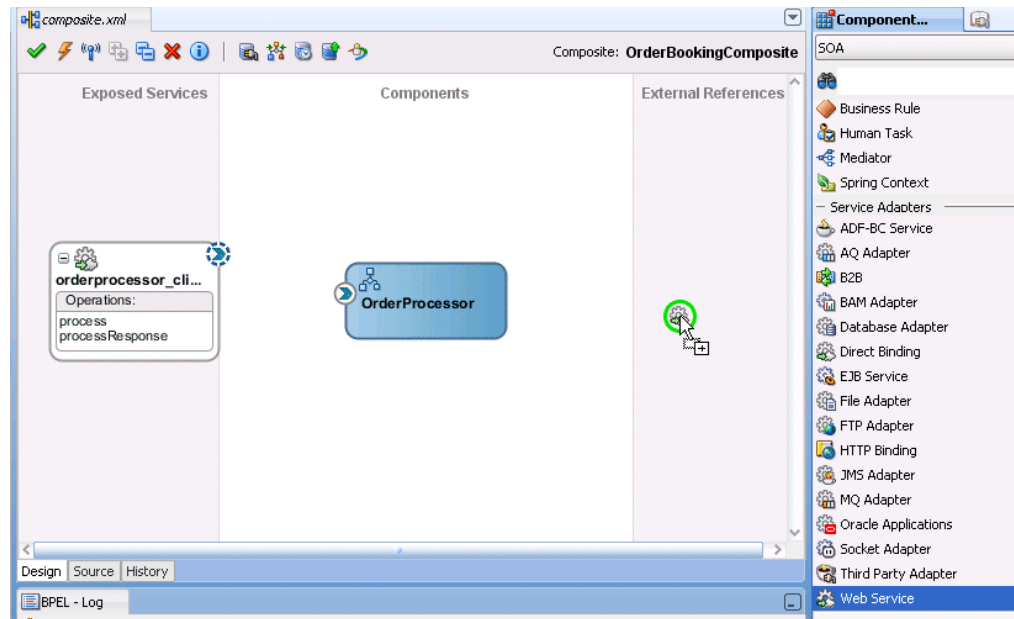 composite.xml
Composite: OrderBookingComposite
Exposed Services
Components
External References
orderprocessor_cli...
Operations:
process
processResponse
OrderProcessor
Design Source History
BPEL - Log
Component...
SOA
Business Rule
Human Task
Mediator
Spring Context
Service Adapters
ADF-BC Service
AQ Adapter
B2B
BAM Adapter
Database Adapter
Direct Binding
EJB Service
File Adapter
FTP Adapter
HTTP Binding
JMS Adapter
MQ Adapter
Oracle Applications
Socket Adapter
Third Party Adapter
Web Service